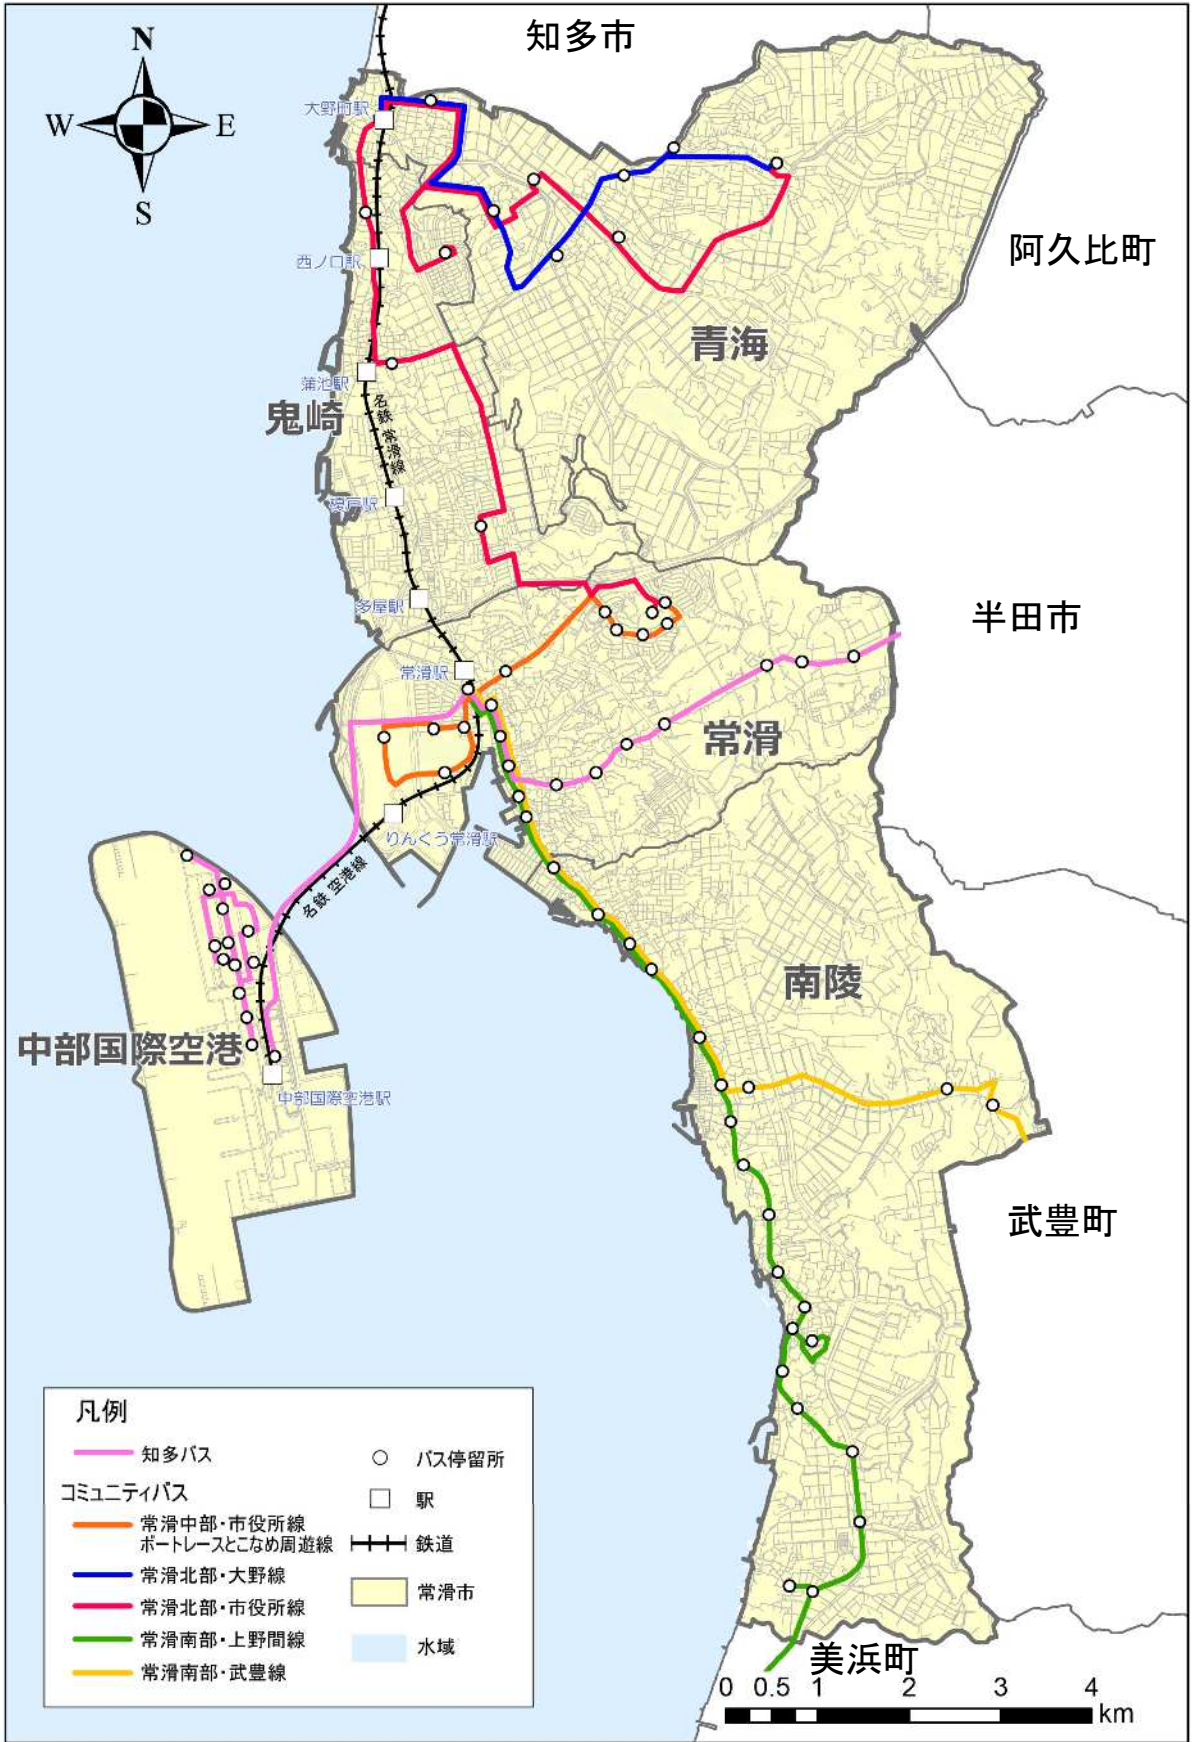 知多市
N
W
E
S
大野町駅
阿久比町
西ノ口駅
青海
蒲池駅
鬼崎
名鉄 常滑線
榎戸駅
多屋駅
半田市
常滑駅
常滑
りんくう常滑駅
名鉄 空港線
南陵
中部国際空港
中部国際空港駅
武豊町
美浜町
凡例
知多バス
コミュニティバス
常滑中部・市役所線
ボートレースとこなめ周遊線
常滑北部・大野線
常滑北部・市役所線
常滑南部・上野間線
常滑南部・武豊線
バス停留所
駅
鉄道
常滑市
水域
0 0.5 1 2 3 4
km